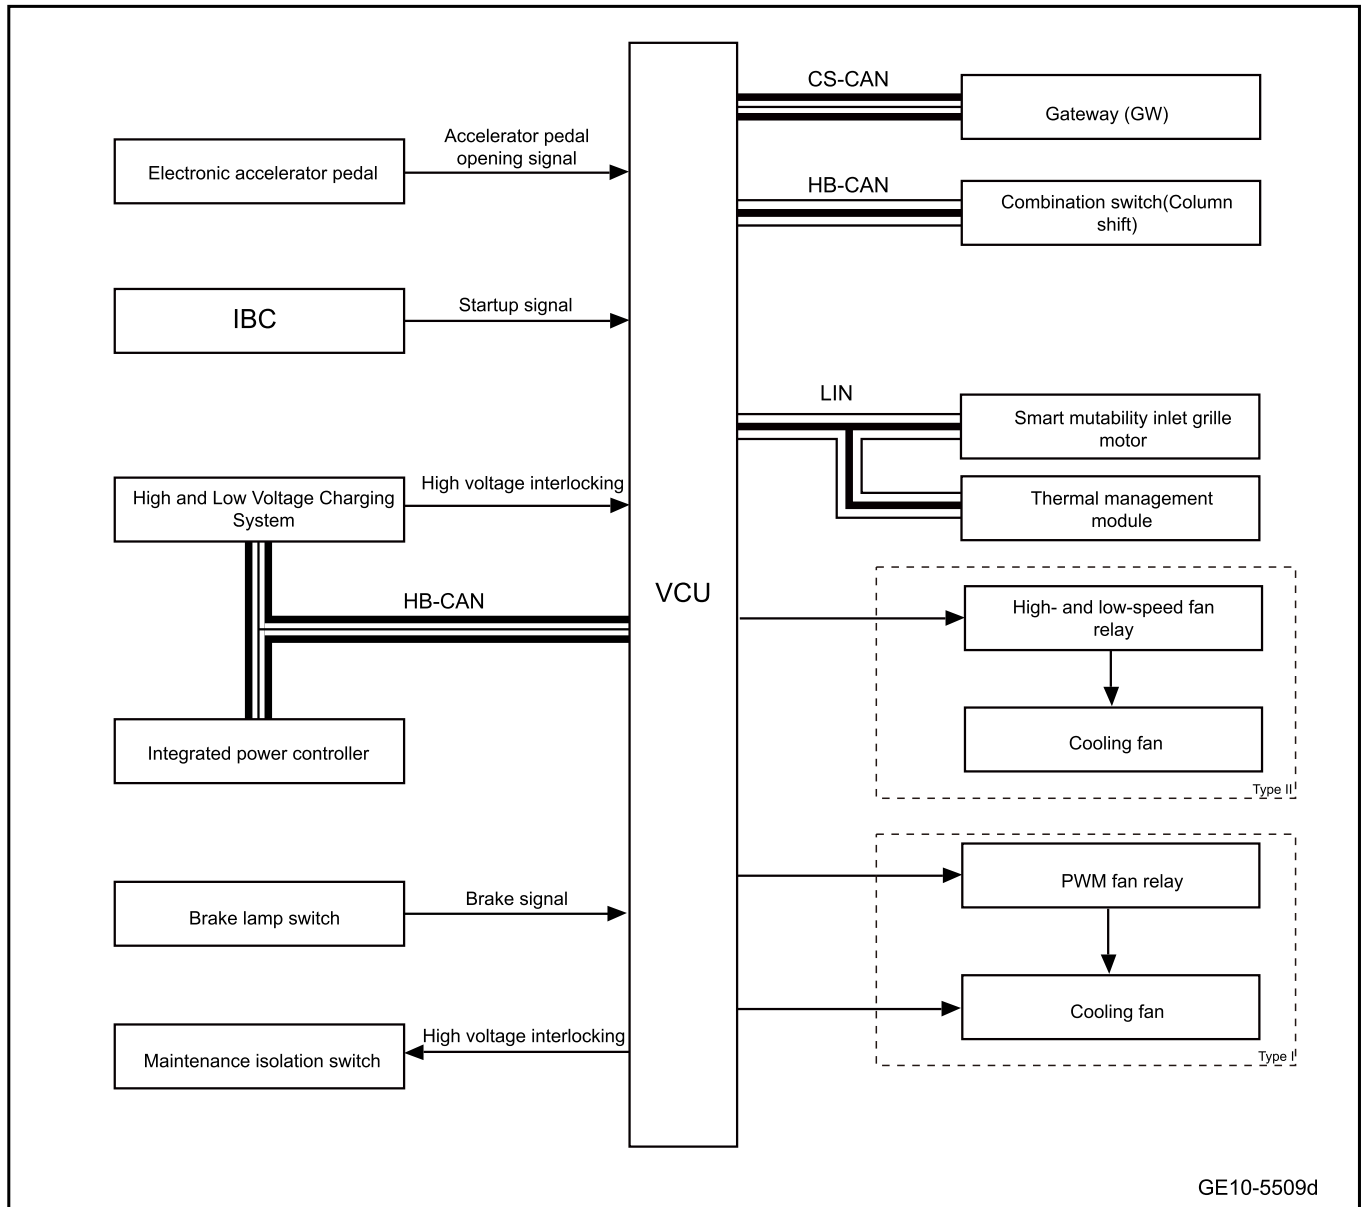 CS-CAN
Gateway (GW)
Accelerator pedal
opening signal
Electronic accelerator pedal
HB-CAN
Combination switch(Column
shift)
IBC
Startup signal
LIN
Smart mutability inlet grille
motor
High voltage interlocking
High and Low Voltage Charging
System
Thermal management
module
HB-CAN
VCU
High- and low-speed fan
relay
Integrated power controller
Cooling fan
Type II
PWM fan relay
Brake signal
Brake lamp switch
Cooling fan
High voltage interlocking
Maintenance isolation switch
Type I
GE10-5509d